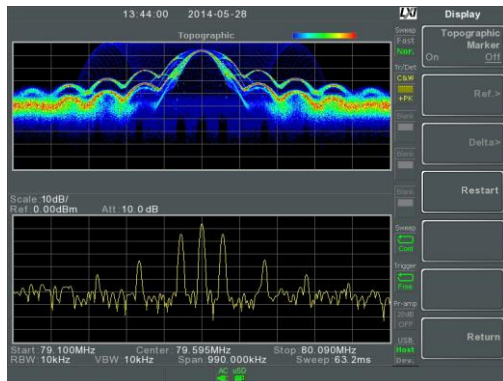 13:44:00 2014-05-28 LXI Display
Topographic
Sweep
Fast
Nor.
Tr/Det
C&W
+PK
Blank
Blank
Blank
Topographic
Marker
On Off
Ref.>
Delta>
Restart
Scale 10dB/
Ref 0.00dBm Att 10.0 dB
Sweep
Cont
Trigger
Free
Pr-amp
20dB
OFF
USB
Host
Dev.
Return
Start 79.100MHz Center 79.595MHz Stop 80.090MHz
RBW:10kHz VBW:10kHz Span 990.000kHz Sweep 63.2ms
AC uSD